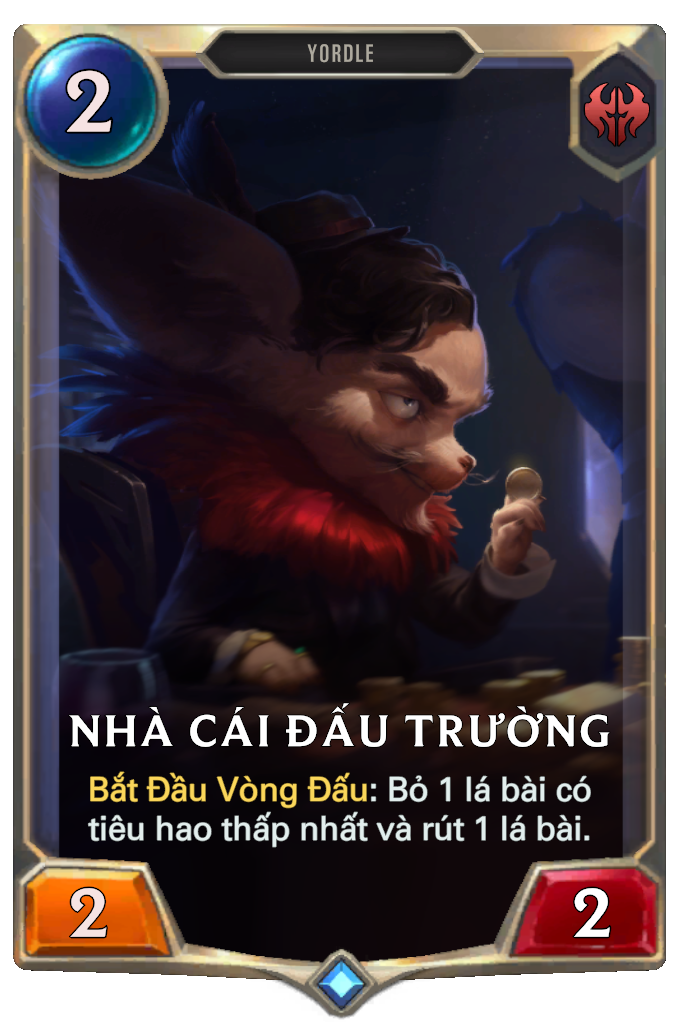 YORDLE
2
NHÀ CÁI ĐẤU TRƯỜNG
Bắt Đầu Vòng Đấu: Bỏ 1 lá bài có
tiêu hao thấp nhất và rút 1 lá bài.
2
2